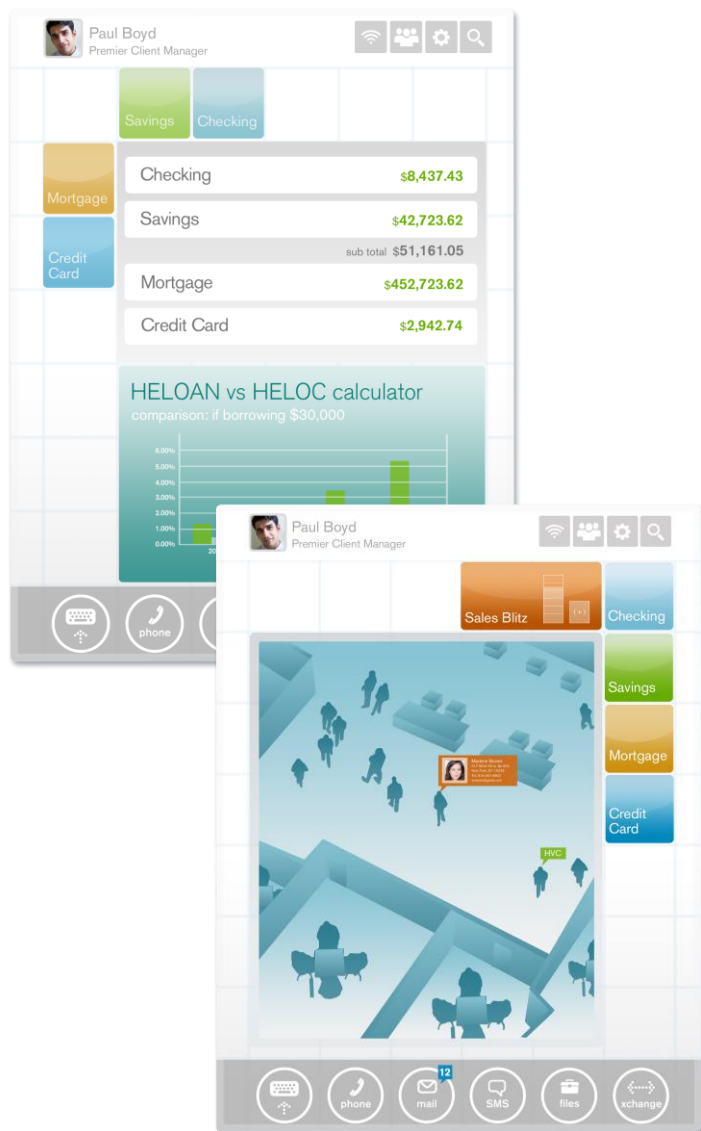 Paul Boyd
Premier Client Manager
Savings
Checking
Mortgage
Credit
Card
Checking
$8,437.43
Savings
$42,723.62
sub total $51,161.05
Mortgage
$452,723.62
Credit Card
$2,942.74
HELOAN vs HELOC calculator
comparison: if borrowing $30,000
6.00%
5.00%
4.00%
3.00%
2.00%
1.00%
0.00%
20
phone
Paul Boyd
Premier Client Manager
Sales Blitz
(+)
Checking
Savings
Mortgage
Credit
Card
HVC
phone
12
mail
SMS
files
xchange